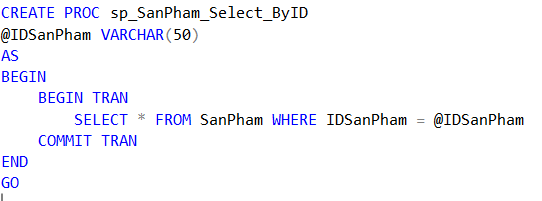 CREATE PROC sp_SanPham_Select_ByID
@IDSanPham VARCHAR(50)
AS
BEGIN
    BEGIN TRAN
        SELECT * FROM SanPham WHERE IDSanPham = @IDSanPham
    COMMIT TRAN
END
GO